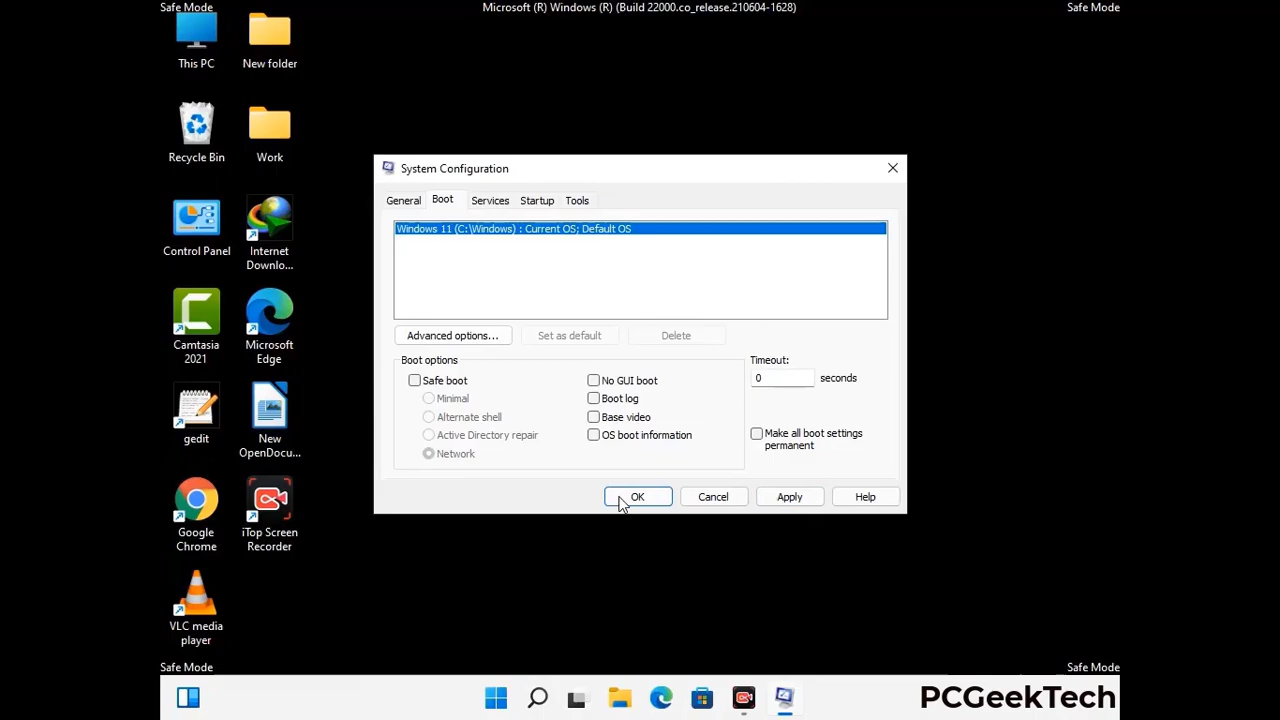 Safe Mode
Microsoft (R) Windows (R) (Build 22000.co_release.210604-1628)
Safe Mode
This PC
New folder
Recycle Bin
Work
Control Panel
Internet
Downlo...
Camtasia
2021
Microsoft
Edge
gedit
New
OpenDocu...
Google
Chrome
iTop Screen
Recorder
VLC media
player
System Configuration
General
Boot
Services
Startup
Tools
Windows 11 (C:\Windows) : Current OS; Default OS
Advanced options...
Set as default
Delete
Boot options
Safe boot
Minimal
Alternate shell
Active Directory repair
Network
No GUI boot
Boot log
Base video
OS boot information
Timeout:
0 seconds
Make all boot settings
permanent
OK
Cancel
Apply
Help
Safe Mode
Safe Mode
PCGeekTech